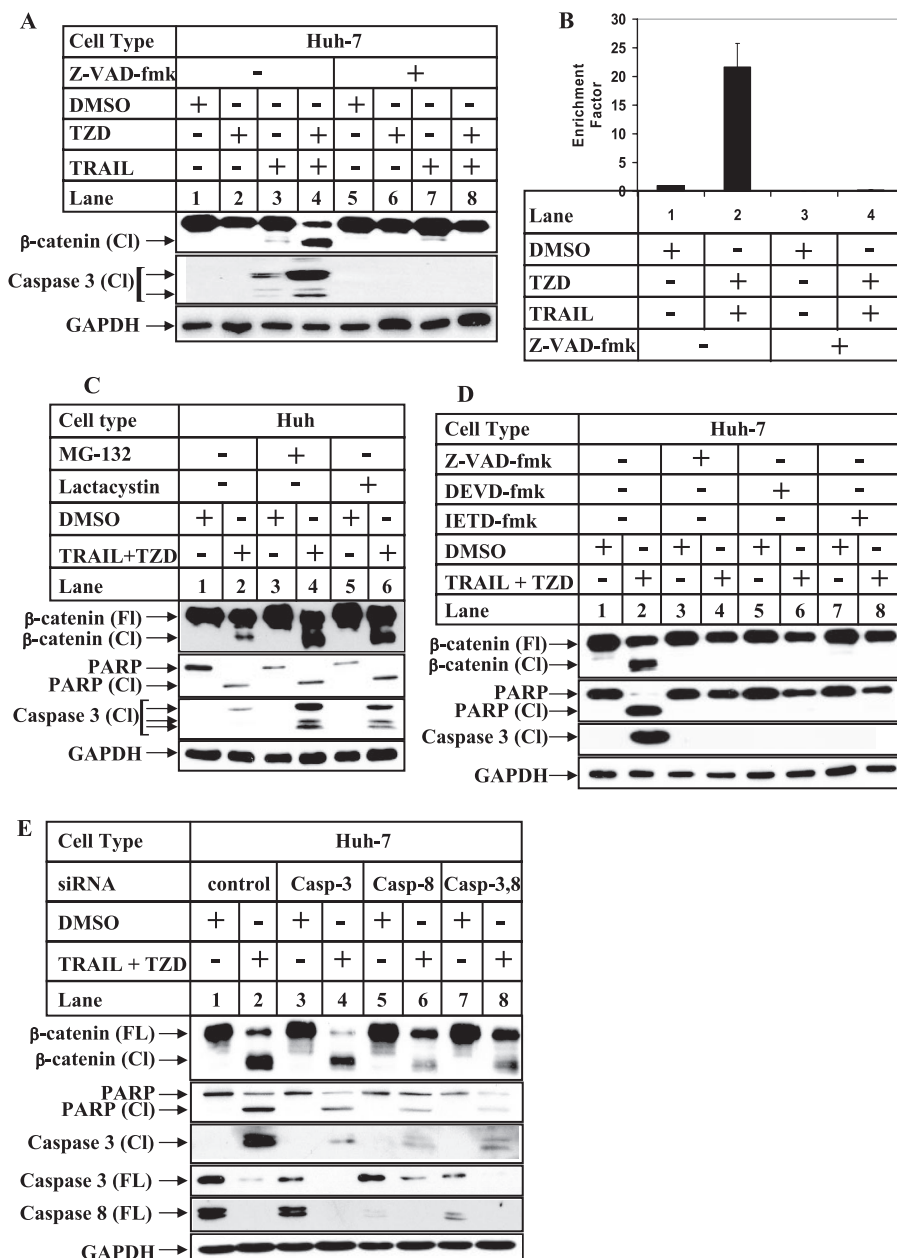 A
Cell Type Huh-7
Z-VAD-fmk - +
DMSO + - - - + - - -
TZD - + - + - + - +
TRAIL - - + + - - + +
Lane 1 2 3 4 5 6 7 8
β-catenin (Cl)
Caspase 3 (Cl)
GAPDH
B
30
25
20
15
10
5
0
Enrichment
Factor
Lane 1 2 3 4
DMSO + - + -
TZD - + - +
TRAIL - + - +
Z-VAD-fmk - +
C
Cell type Huh
MG-132 - + -
Lactacystin - - +
DMSO + - + - + -
TRAIL+TZD - + - + - +
Lane 1 2 3 4 5 6
β-catenin (Fl)
β-catenin (Cl)
PARP
PARP (Cl)
Caspase 3 (Cl)
GAPDH
D
Cell Type Huh-7
Z-VAD-fmk - + - -
DEVD-fmk - - + -
IETD-fmk - - - +
DMSO + - + - + - + -
TRAIL + TZD - + - + - + - +
Lane 1 2 3 4 5 6 7 8
β-catenin (Fl)
β-catenin (Cl)
PARP
PARP (Cl)
Caspase 3 (Cl)
GAPDH
E
Cell Type Huh-7
siRNA control Casp-3 Casp-8 Casp-3,8
DMSO + - + - + - + -
TRAIL + TZD - + - + - + - +
Lane 1 2 3 4 5 6 7 8
β-catenin (FL)
β-catenin (Cl)
PARP
PARP (Cl)
Caspase 3 (Cl)
Caspase 3 (FL)
Caspase 8 (FL)
GAPDH